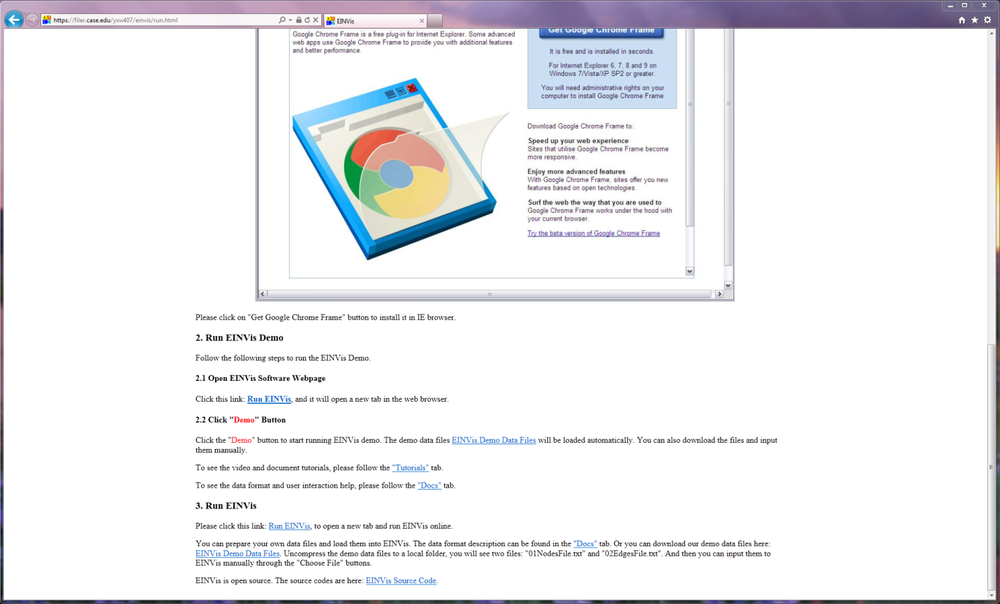 https://filer.case.edu/yxw407/einvis/run.html
EINVis
Google Chrome Frame is a free plug-in for Internet Explorer. Some advanced
web apps use Google Chrome Frame to provide you with additional features
and better performance.
Get Google Chrome Frame
It is free and is installed in seconds.
For Internet Explorer 6, 7, 8 and 9 on
Windows 7/Vista/XP SP2 or greater.
You will need administrative rights on your
computer to install Google Chrome Frame
Download Google Chrome Frame to:
Speed up your web experience
Sites that utilise Google Chrome Frame become
more responsive.
Enjoy more advanced features
With Google Chrome Frame, sites offer you new
features based on open technologies.
Surf the web the way that you are used to
Google Chrome Frame works under the hood with
your current browser.
Try the beta version of Google Chrome Frame
Please click on "Get Google Chrome Frame" button to install it in IE browser.
2. Run EINVis Demo
Follow the following steps to run the EINVis Demo.
2.1 Open EINVis Software Webpage
Click this link: Run EINVis, and it will open a new tab in the web browser.
2.2 Click "Demo" Button
Click the "Demo" button to start running EINVis demo. The demo data files EINVis Demo Data Files will be loaded automatically. You can also download the files and input
them manually.
To see the video and document tutorials, please follow the "Tutorials" tab.
To see the data format and user interaction help, please follow the "Docs" tab.
3. Run EINVis
Please click this link: Run EINVis, to open a new tab and run EINVis online.
You can prepare your own data files and load them into EINVis. The data format description can be found in the "Docs" tab. Or you can download our demo data files here:
EINVis Demo Data Files. Uncompress the demo data files to a local folder, you will see two files: "01NodesFile.txt" and "02EdgesFile.txt". And then you can input them to
EINVis manually through the "Choose File" buttons.
EINVis is open source. The source codes are here: EINVis Source Code.